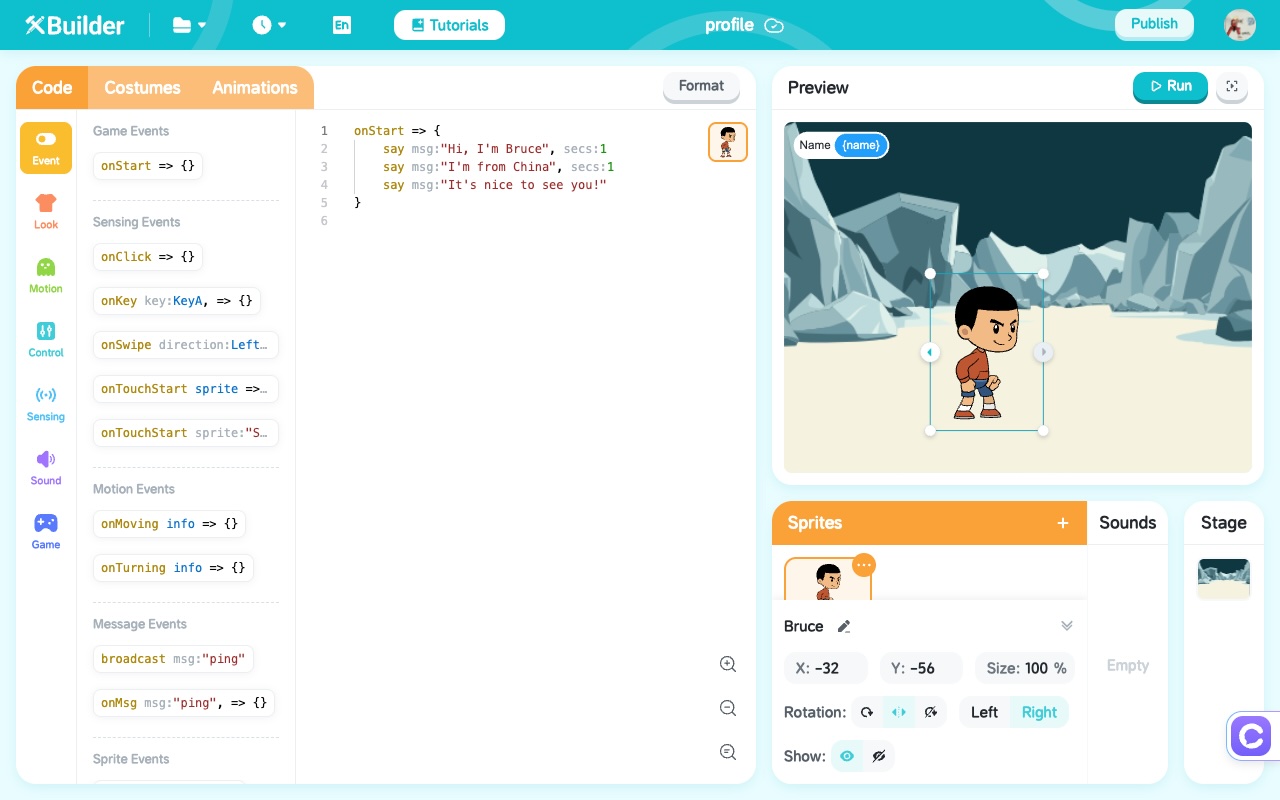 Builder
En
Tutorials
profile
Publish
Code
Costumes
Animations
Format
Event
Look
Motion
Control
Sensing
Sound
Game
Game Events
onStart => {}
Sensing Events
onClick => {}
onKey key:KeyA, => {}
onSwipe direction:Left…
onTouchStart sprite =>…
onTouchStart sprite:"S…
Motion Events
onMoving info => {}
onTurning info => {}
Message Events
broadcast msg:"ping"
onMsg msg:"ping", => {}
Sprite Events
1 onStart => {
2 say msg:"Hi, I'm Bruce", secs:1
3 say msg:"I'm from China", secs:1
4 say msg:"It's nice to see you!"
5 }
6
Preview
Run
Name {name}
Sprites
+
Sounds
Stage
Bruce
X: -32
Y: -56
Size: 100 %
Rotation:
Left
Right
Show:
Empty